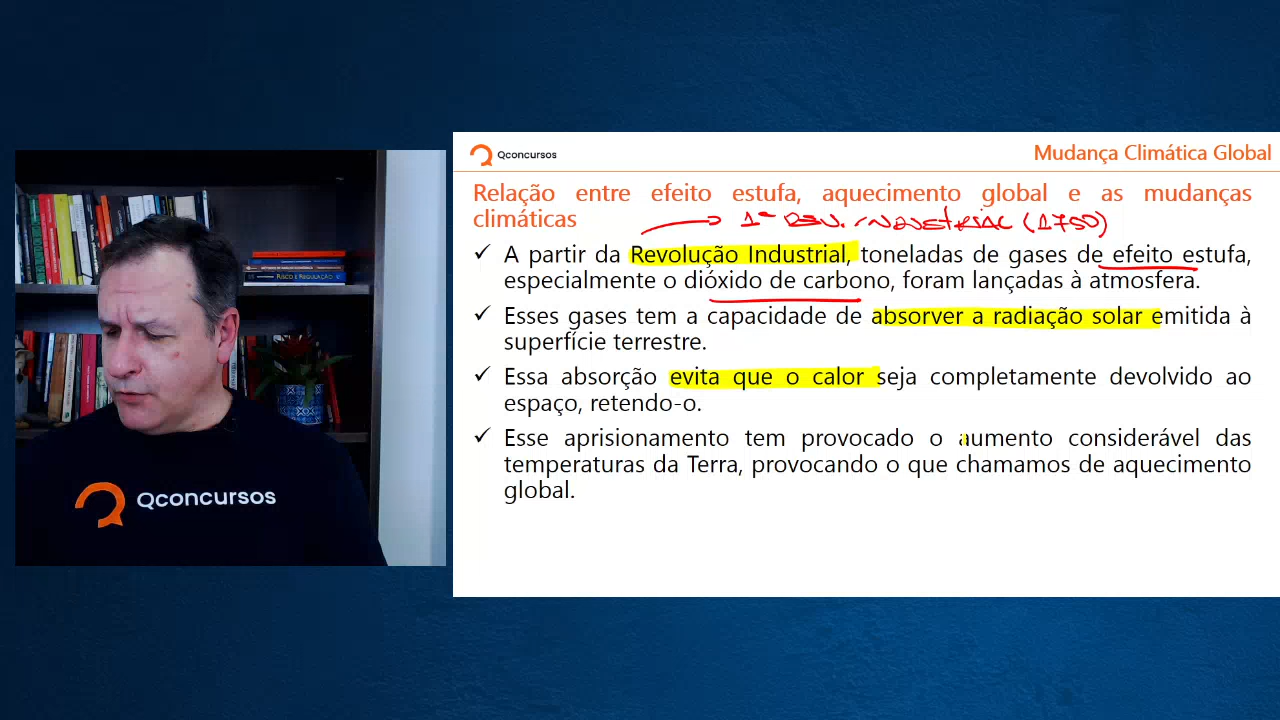 Qconcursos
Mudança Climática Global
Relação entre efeito estufa, aquecimento global e as mudanças
climáticas
1ª Rev. Industrial (1750)
A partir da Revolução Industrial, toneladas de gases de efeito estufa,
especialmente o dióxido de carbono, foram lançadas à atmosfera.
Esses gases tem a capacidade de absorver a radiação solar emitida à
superfície terrestre.
Essa absorção evita que o calor seja completamente devolvido ao
espaço, retendo-o.
Esse aprisionamento tem provocado o aumento considerável das
temperaturas da Terra, provocando o que chamamos de aquecimento
global.
RISCO E REGULAÇÃO
Qconcursos